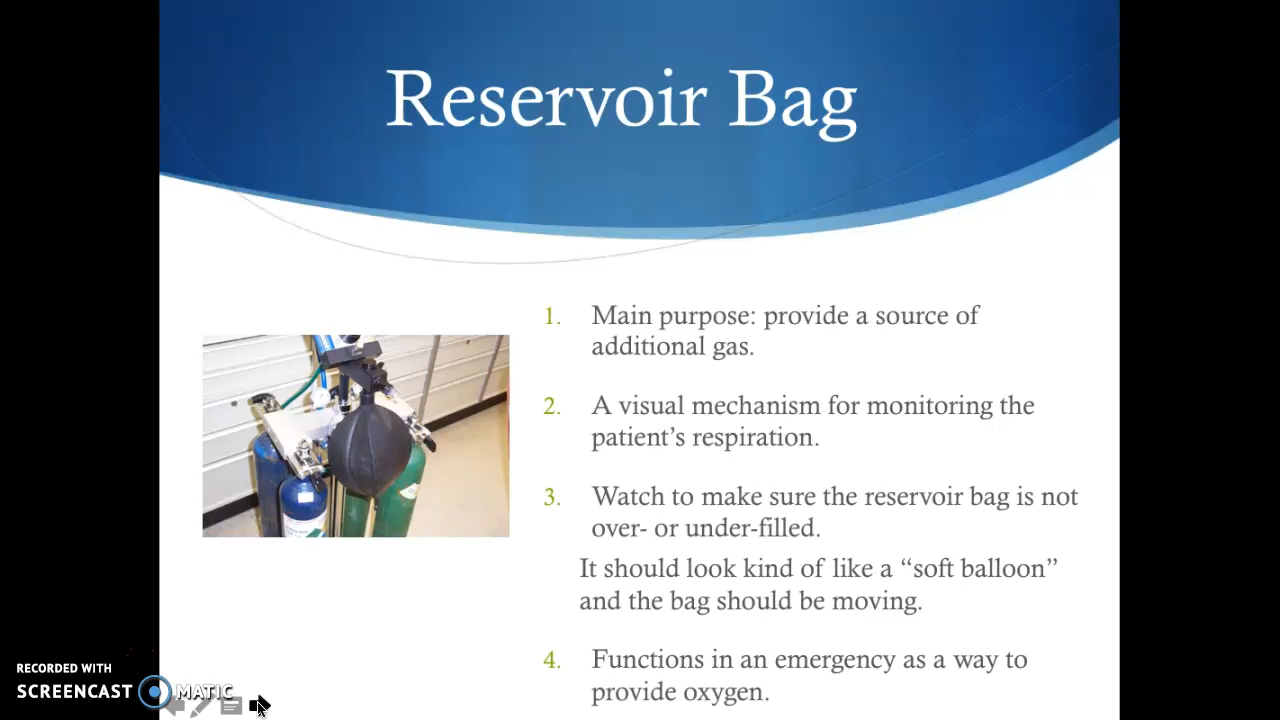 Reservoir Bag
1. Main purpose: provide a source of
additional gas.
2. A visual mechanism for monitoring the
patient’s respiration.
3. Watch to make sure the reservoir bag is not
over- or under-filled.
It should look kind of like a “soft balloon”
and the bag should be moving.
4. Functions in an emergency as a way to
provide oxygen.
RECORDED WITH
SCREENCAST MATIC